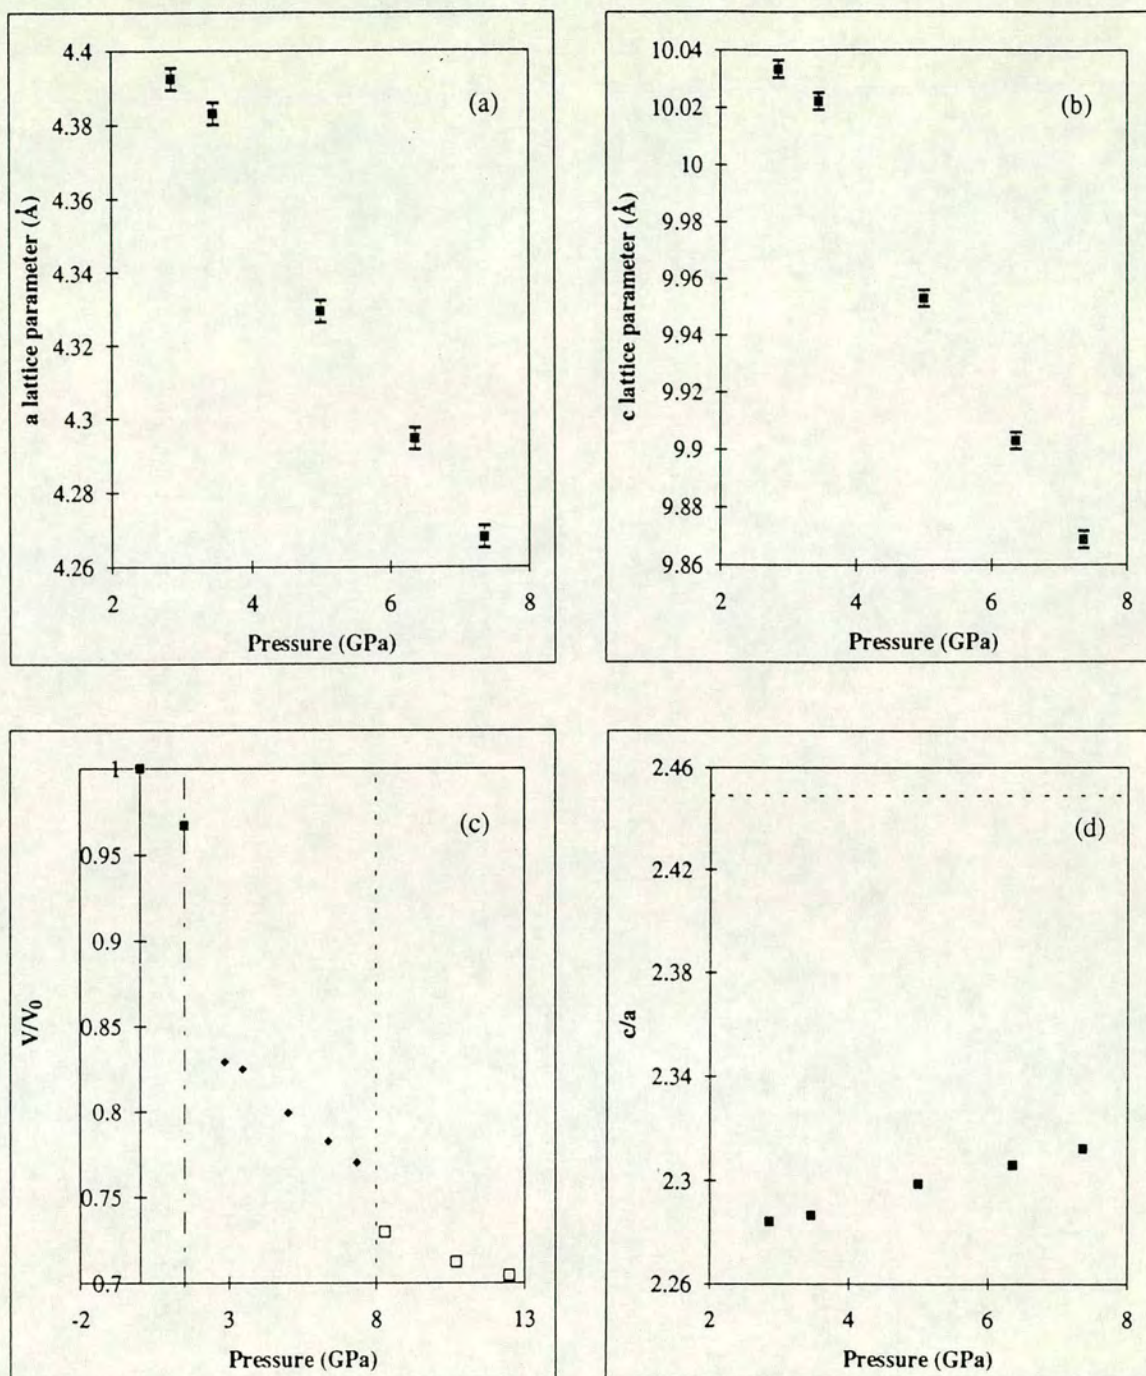 (a)
a lattice parameter (Å)
4.4
4.38
4.36
4.34
4.32
4.3
4.28
4.26
2 4 6 8
Pressure (GPa)
(b)
c lattice parameter (Å)
10.04
10.02
10
9.98
9.96
9.94
9.92
9.9
9.88
9.86
2 4 6 8
Pressure (GPa)
(c)
V/V0
1
0.95
0.9
0.85
0.8
0.75
0.7
-2 3 8 13
Pressure (GPa)
(d)
c/a
2.46
2.42
2.38
2.34
2.3
2.26
2 4 6 8
Pressure (GPa)